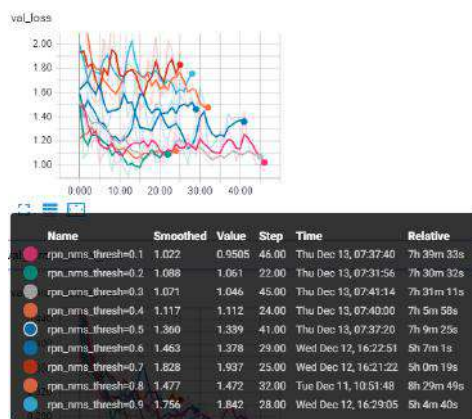 val_loss
2.00
1.80
1.60
1.40
1.20
1.00
0.000 10.00 20.00 30.00 40.00
Name Smoothed Value Step Time Relative
rpn_nms_thresh=0.1 1.022 0.9505 46.00 Thu Dec 13, 07:37:40 7h 39m 33s
rpn_nms_thresh=0.2 1.088 1.061 22.00 Thu Dec 13, 07:31:56 7h 30m 32s
rpn_nms_thresh=0.3 1.071 1.046 45.00 Thu Dec 13, 07:41:14 7h 31m 11s
rpn_nms_thresh=0.4 1.117 1.112 24.00 Thu Dec 13, 07:40:00 7h 5m 58s
rpn_nms_thresh=0.5 1.360 1.339 41.00 Thu Dec 13, 07:37:20 7h 9m 25s
rpn_nms_thresh=0.6 1.463 1.378 29.00 Wed Dec 12, 16:22:51 5h 7m 1s
rpn_nms_thresh=0.7 1.828 1.937 25.00 Wed Dec 12, 16:21:22 5h 0m 19s
rpn_nms_thresh=0.8 1.477 1.472 32.00 Tue Dec 11, 10:51:48 8h 29m 49s
rpn_nms_thresh=0.9 1.756 1.842 28.00 Wed Dec 12, 16:29:05 5h 4m 40s